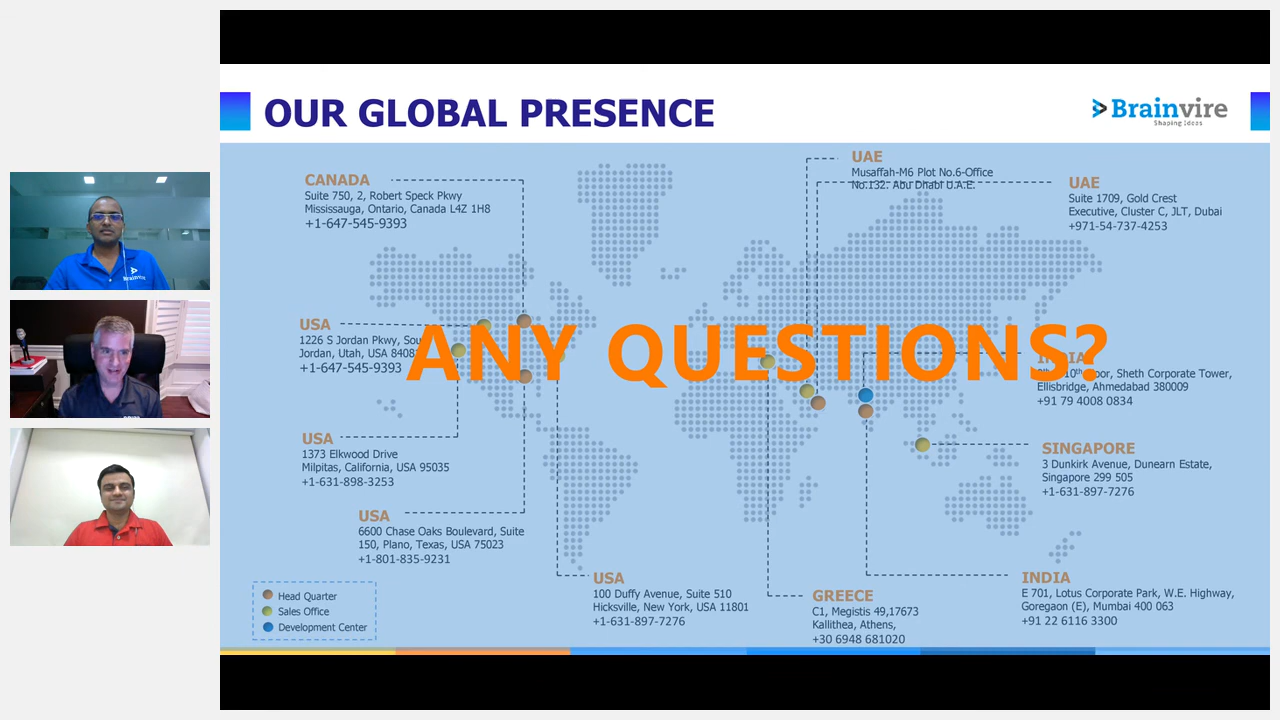 OUR GLOBAL PRESENCE
Brainvire
Shaping Ideas
CANADA
Suite 750, 2, Robert Speck Pkwy
Mississauga, Ontario, Canada L4Z 1H8
+1-647-545-9393
UAE
Musaffah-M6 Plot No.6-Office
No.132. Abu Dhabi U.A.E.
UAE
Suite 1709, Gold Crest
Executive, Cluster C, JLT, Dubai
+971-54-737-4253
USA
1226 S Jordan Pkwy,
Jordan, Utah, USA
+1-647-545-9393
ANY QUESTIONS?
Sheth Corporate Tower,
Ellisbridge, Ahmedabad 380009
+91 79 4008 0834
USA
1373 Elkwood Drive
Milpitas, California, USA 95035
+1-631-898-3253
SINGAPORE
3 Dunkirk Avenue, Dunearn Estate,
Singapore 299 505
+1-631-897-7276
USA
6600 Chase Oaks Boulevard, Suite
150, Plano, Texas, USA 75023
+1-801-835-9231
USA
100 Duffy Avenue, Suite 510
Hicksville, New York, USA 11801
+1-631-897-7276
GREECE
C1, Megistis 49,17673
Kallithea, Athens,
+30 6948 681020
INDIA
E 701, Lotus Corporate Park, W.E. Highway,
Goregaon (E), Mumbai 400 063
+91 22 6116 3300
Head Quarter
Sales Office
Development Center
Brainvire